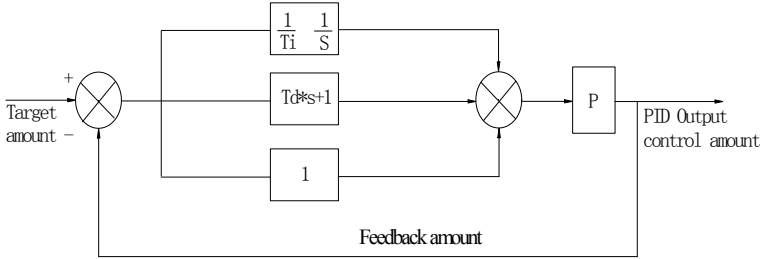 1 1
Ti S
+
Target
amount −
Td*s+1
P
PID Output
control amount
1
Feedback amount